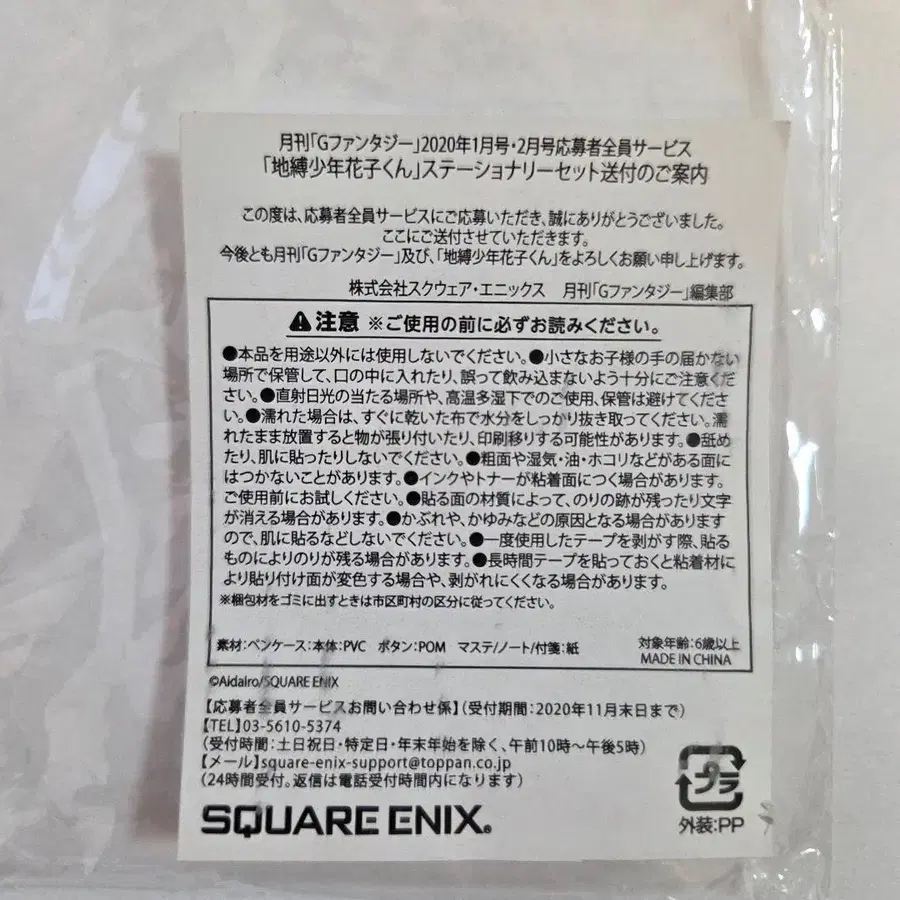 月刊「Gファンタジー」2020年1月号・2月号応募者全員サービス
「地縛少年花子くん」ステーショナリーセット送付のご案内
この度は、応募者全員サービスにご応募いただき、誠にありがとうございました。
ここにご送付させていただきます。
今後とも月刊「Gファンタジー」及び、「地縛少年花子くん」をよろしくお願い申し上げます。
株式会社スクウェア・エニックス 月刊「Gファンタジー」編集部
⚠注意 ※ご使用の前に必ずお読みください。
●本品を用途以外には使用しないでください。●小さなお子様の手の届かない
場所で保管して、口の中に入れたり、誤って飲み込まないよう十分にご注意くだ
さい。●直射日光の当たる場所や、高温多湿下でのご使用、保管は避けてくださ
い。●濡れた場合は、すぐに乾いた布で水分をしっかり抜き取ってください。濡
れたまま放置すると物が張り付いたり、印刷移りする可能性があります。●舐め
たり、肌に貼ったりしないでください。●粗面や湿気・油・ホコリなどがある面に
はつかないことがあります。●インクやトナーが粘着面につく場合があります。
ご使用前にお試しください。●貼る面の材質によって、のりの跡が残ったり文字
が消える場合があります。●かぶれや、かゆみなどの原因となる場合があります
ので、肌に貼るなどしないでください。●一度使用したテープを剥がす際、貼る
ものによりのりが残る場合があります。●長時間テープを貼っておくと粘着材に
より貼り付け面が変色する場合や、剥がれにくくなる場合があります。
※梱包材をゴミに出すときは市区町村の区分に従ってください。
素材:ペンケース:本体:PVC ボタン:POM マステ/ノート/付箋:紙
対象年齢:6歳以上
MADE IN CHINA
©Aidairo/SQUARE ENIX
【応募者全員サービスお問い合わせ係】(受付期間:2020年11月末日まで)
【TEL】03-5610-5374
(受付時間:土日祝日・特定日・年末年始を除く、午前10時～午後5時)
【メール】square-enix-support@toppan.co.jp
(24時間受付。返信は電話受付時間内になります)
SQUARE ENIX®
プラ
外装:PP